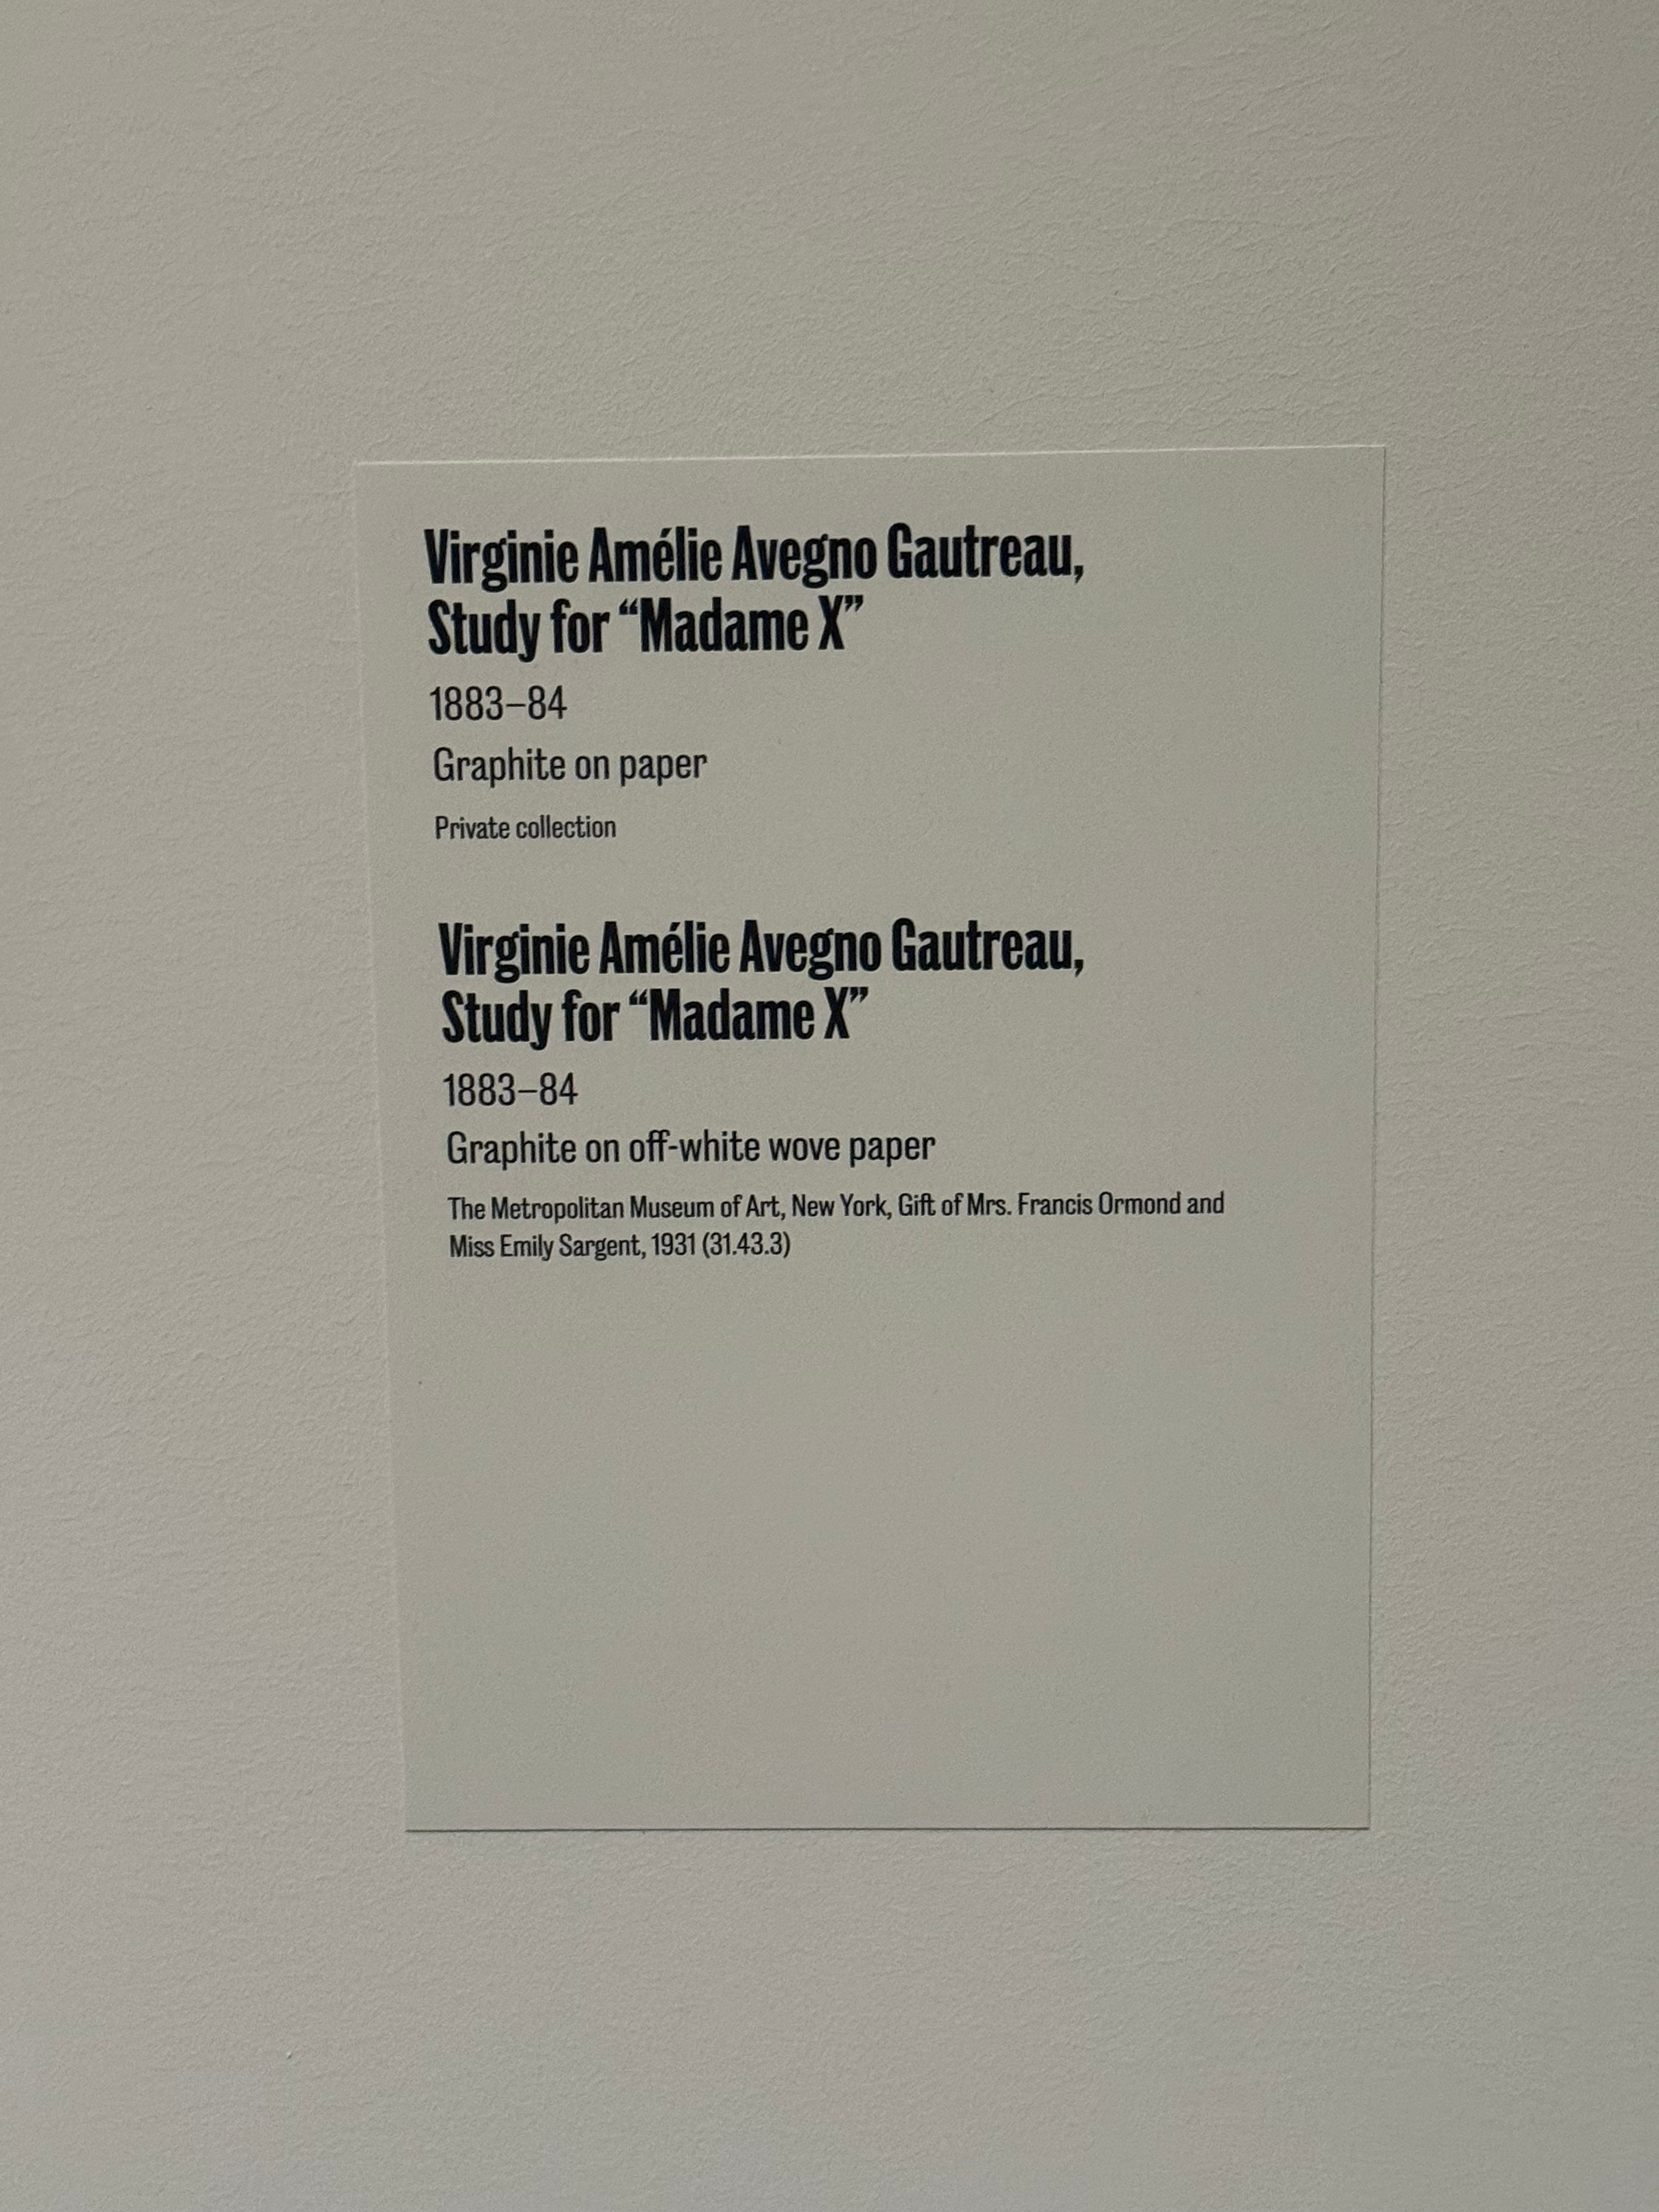 Virginie Amélie Avegno Gautreau,
Study for “Madame X”
1883–84
Graphite on paper
Private collection
Virginie Amélie Avegno Gautreau,
Study for “Madame X”
1883–84
Graphite on off-white wove paper
The Metropolitan Museum of Art, New York, Gift of Mrs. Francis Ormond and
Miss Emily Sargent, 1931 (31.43.3)